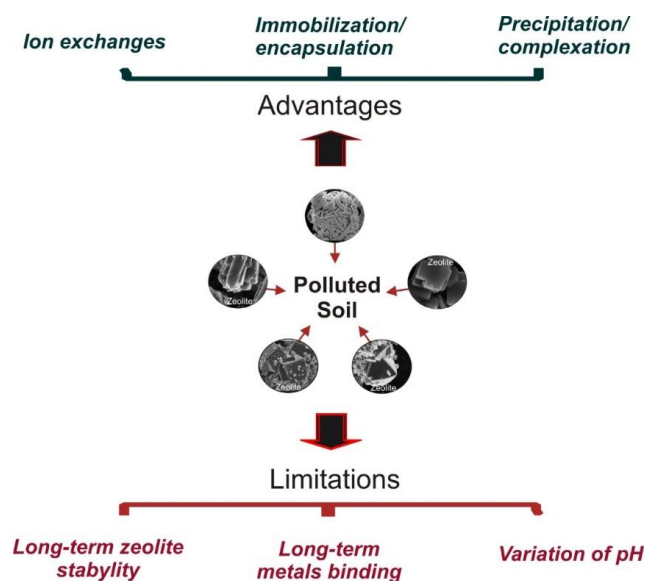 Ion exchanges
Immobilization/
encapsulation
Precipitation/
complexation
Advantages
Zeolite
Zeolite
Zeolite
Polluted
Soil
Zeolite
Zeolite
Limitations
Long-term zeolite
stabylity
Long-term
metals binding
Variation of pH